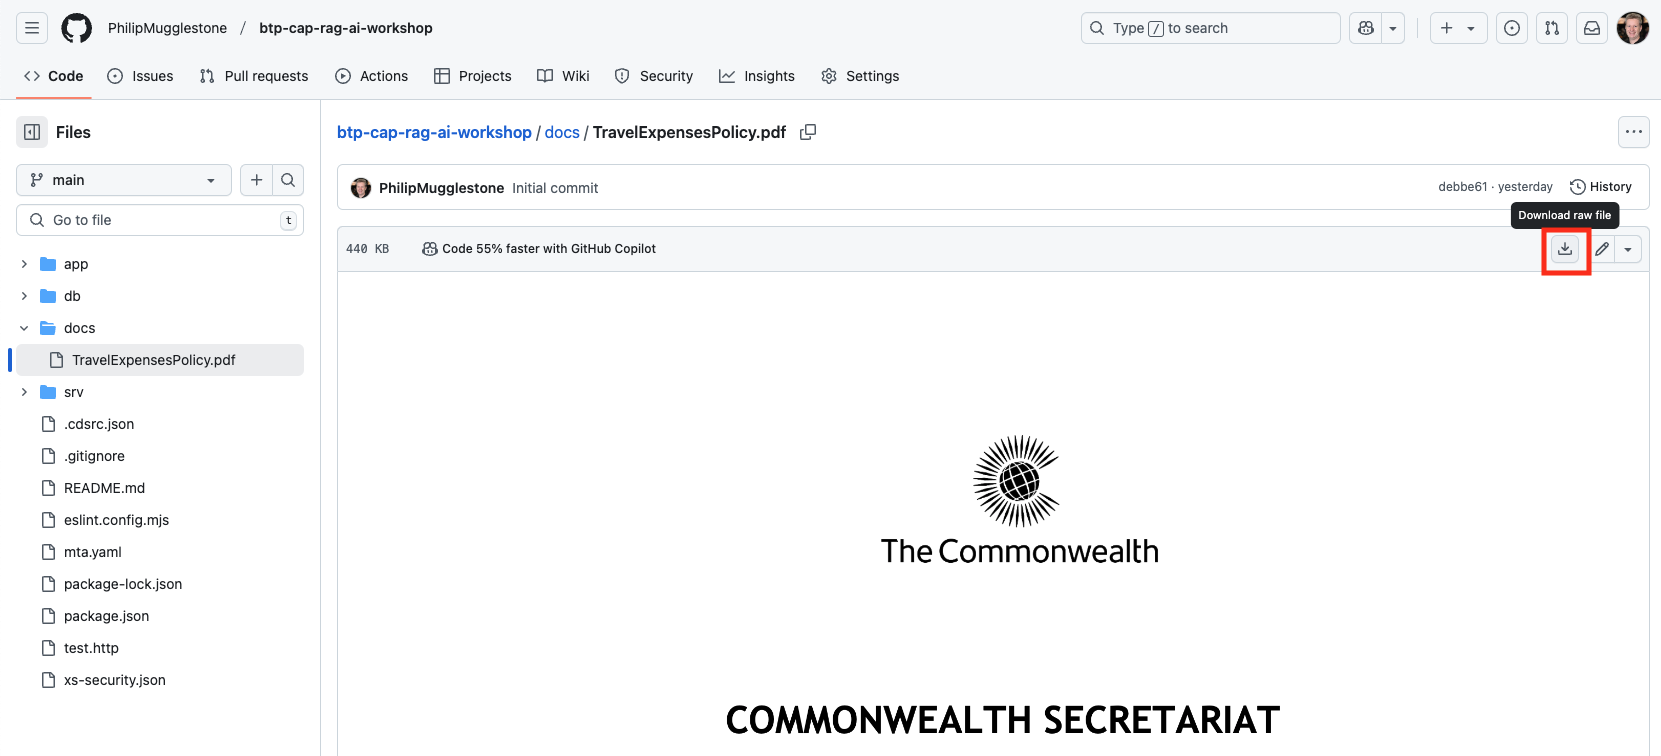 PhilipMugglestone / btp-cap-rag-ai-workshop
Type / to search
Code Issues Pull requests Actions Projects Wiki Security Insights Settings
Files
main
Go to file t
app
db
docs
TravelExpensesPolicy.pdf
srv
.cdsrc.json
.gitignore
README.md
eslint.config.mjs
mta.yaml
package-lock.json
package.json
test.http
xs-security.json
btp-cap-rag-ai-workshop / docs / TravelExpensesPolicy.pdf
PhilipMugglestone Initial commit
debbe61 · yesterday History
Download raw file
440 KB Code 55% faster with GitHub Copilot
The Commonwealth
COMMONWEALTH SECRETARIAT